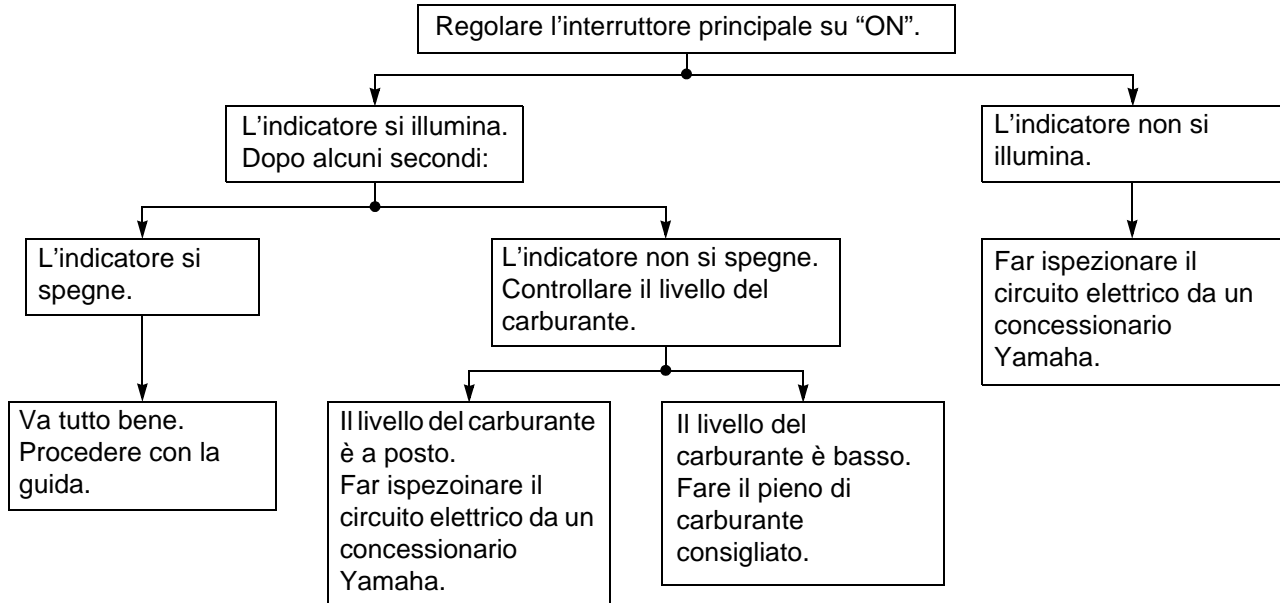 Regolare l’interruttore principale su “ON”.
L’indicatore si illumina.
Dopo alcuni secondi:
L’indicatore non si
illumina.
L’indicatore si
spegne.
L’indicatore non si spegne.
Controllare il livello del
carburante.
Far ispezionare il
circuito elettrico da un
concessionario
Yamaha.
Va tutto bene.
Procedere con la
guida.
Il livello del carburante
è a posto.
Far ispezoinare il
circuito elettrico da un
concessionario
Yamaha.
Il livello del
carburante è basso.
Fare il pieno di
carburante
consigliato.